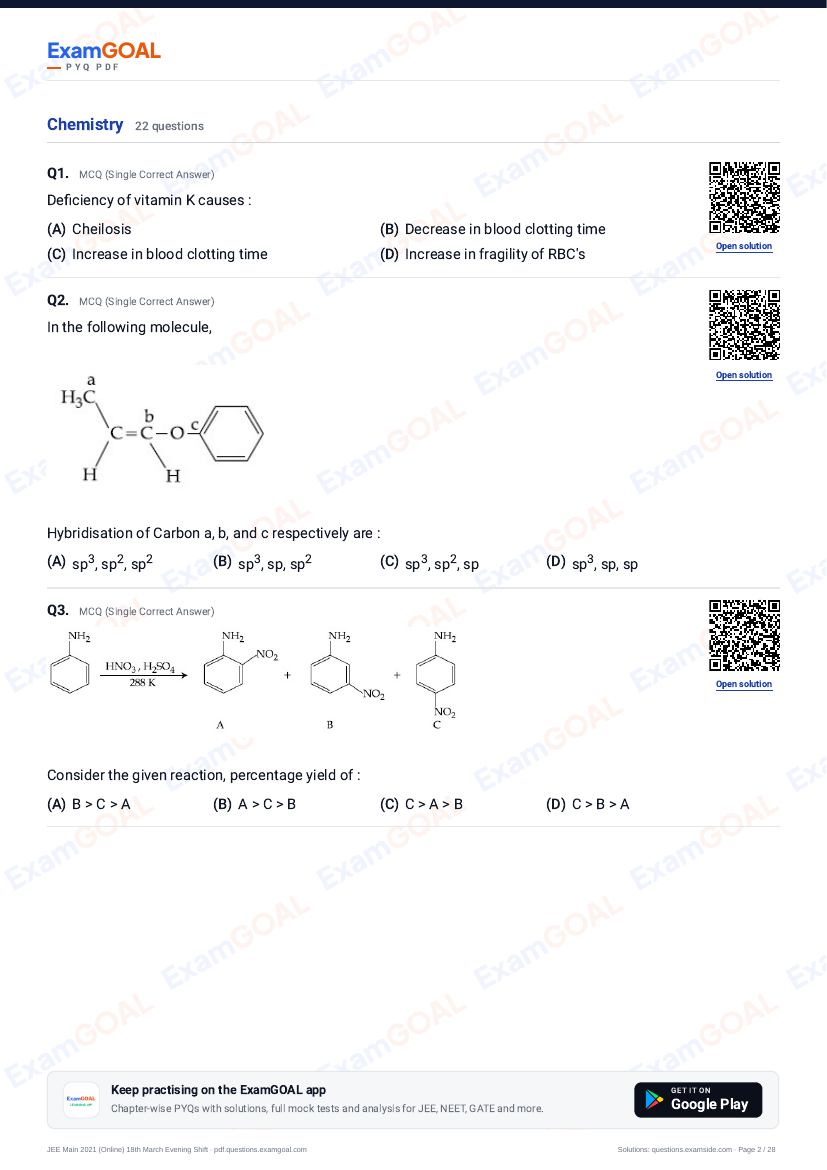 ExamGOAL
PYQ PDF
Chemistry 22 questions
Q1. MCQ (Single Correct Answer)
Deficiency of vitamin K causes :
(A) Cheilosis (B) Decrease in blood clotting time
(C) Increase in blood clotting time (D) Increase in fragility of RBC's
Open solution
Q2. MCQ (Single Correct Answer)
In the following molecule,
Open solution
a
H₃C
b
C=C–O c
H H
Hybridisation of Carbon a, b, and c respectively are :
(A) sp³, sp², sp² (B) sp³, sp, sp² (C) sp³, sp², sp (D) sp³, sp, sp
Q3. MCQ (Single Correct Answer)
Open solution
NH₂ NH₂ NH₂ NH₂
HNO₃ , H₂SO₄ NO₂
288 K + +
NO₂
NO₂
A B C
Consider the given reaction, percentage yield of :
(A) B > C > A (B) A > C > B (C) C > A > B (D) C > B > A
Keep practising on the ExamGOAL app
Chapter-wise PYQs with solutions, full mock tests and analysis for JEE, NEET, GATE and more.
GET IT ON
Google Play
JEE Main 2021 (Online) 18th March Evening Shift · pdf.questions.examgoal.com Solutions: questions.examside.com · Page 2 / 28